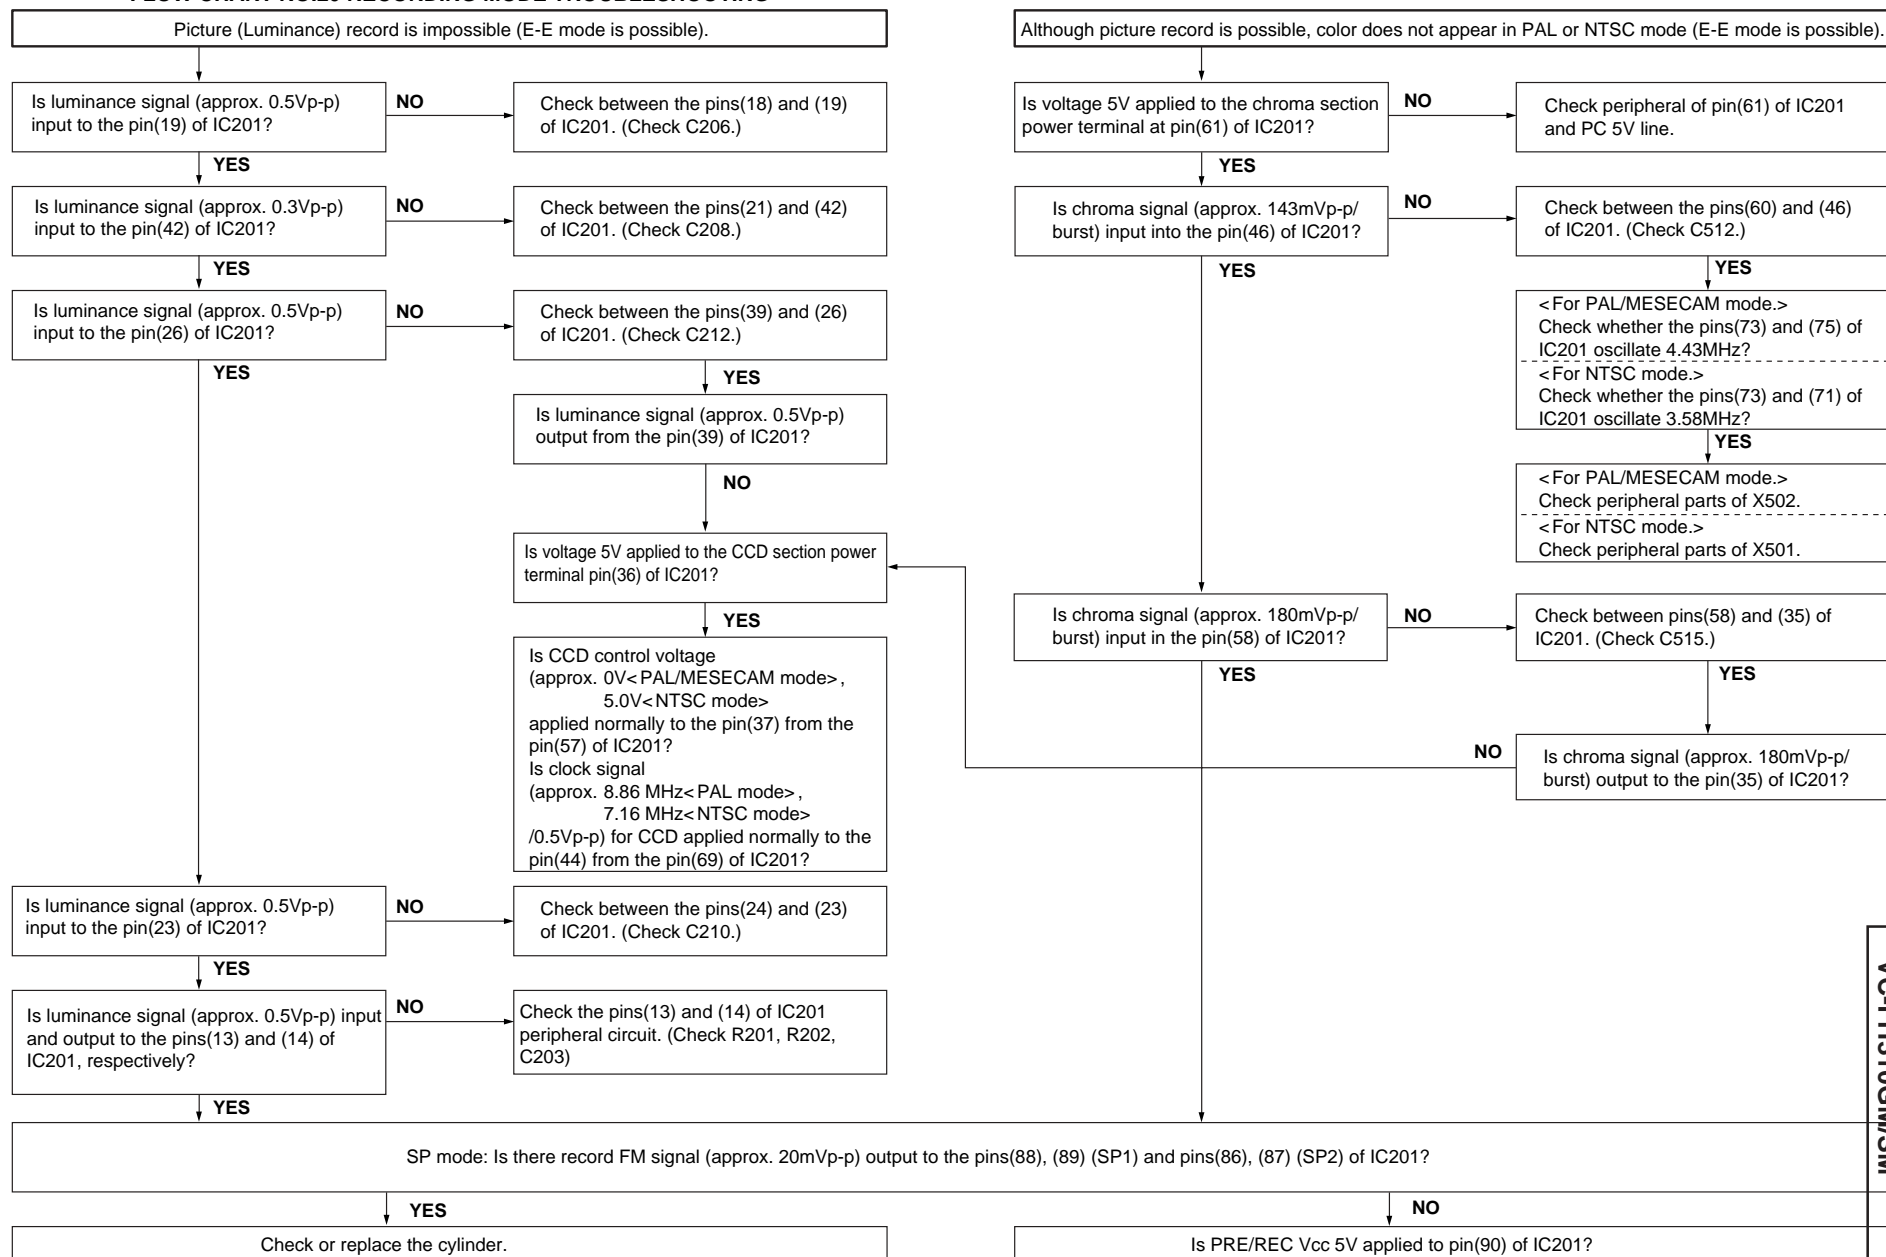 Picture (Luminance) record is impossible (E-E mode is possible).
Is luminance signal (approx. 0.5Vp-p)
input to the pin(19) of IC201?
NO
Check between the pins(18) and (19)
of IC201. (Check C206.)
YES
Is luminance signal (approx. 0.3Vp-p)
input to the pin(42) of IC201?
NO
Check between the pins(21) and (42)
of IC201. (Check C208.)
YES
Is luminance signal (approx. 0.5Vp-p)
input to the pin(26) of IC201?
NO
Check between the pins(39) and (26)
of IC201. (Check C212.)
YES
YES
Is luminance signal (approx. 0.5Vp-p)
output from the pin(39) of IC201?
NO
Is voltage 5V applied to the CCD section power
terminal pin(36) of IC201?
YES
Is CCD control voltage
(approx. 0V<PAL/MESECAM mode>,
5.0V<NTSC mode>
applied normally to the pin(37) from the
pin(57) of IC201?
Is clock signal
(approx. 8.86 MHz<PAL mode>,
7.16 MHz<NTSC mode>
/0.5Vp-p) for CCD applied normally to the
pin(44) from the pin(69) of IC201?
Is luminance signal (approx. 0.5Vp-p)
input to the pin(23) of IC201?
NO
Check between the pins(24) and (23)
of IC201. (Check C210.)
YES
Is luminance signal (approx. 0.5Vp-p) input
and output to the pins(13) and (14) of
IC201, respectively?
NO
Check the pins(13) and (14) of IC201
peripheral circuit. (Check R201, R202,
C203)
YES
Although picture record is possible, color does not appear in PAL or NTSC mode (E-E mode is possible).
Is voltage 5V applied to the chroma section
power terminal at pin(61) of IC201?
NO
Check peripheral of pin(61) of IC201
and PC 5V line.
YES
Is chroma signal (approx. 143mVp-p/
burst) input into the pin(46) of IC201?
NO
Check between the pins(60) and (46)
of IC201. (Check C512.)
YES
YES
<For PAL/MESECAM mode.>
Check whether the pins(73) and (75) of
IC201 oscillate 4.43MHz?
<For NTSC mode.>
Check whether the pins(73) and (71) of
IC201 oscillate 3.58MHz?
YES
<For PAL/MESECAM mode.>
Check peripheral parts of X502.
<For NTSC mode.>
Check peripheral parts of X501.
Is chroma signal (approx. 180mVp-p/
burst) input in the pin(58) of IC201?
NO
Check between pins(58) and (35) of
IC201. (Check C515.)
YES
YES
NO
Is chroma signal (approx. 180mVp-p/
burst) output to the pin(35) of IC201?
SP mode: Is there record FM signal (approx. 20mVp-p) output to the pins(88), (89) (SP1) and pins(86), (87) (SP2) of IC201?
YES
NO
Check or replace the cylinder.
Is PRE/REC Vcc 5V applied to pin(90) of IC201?